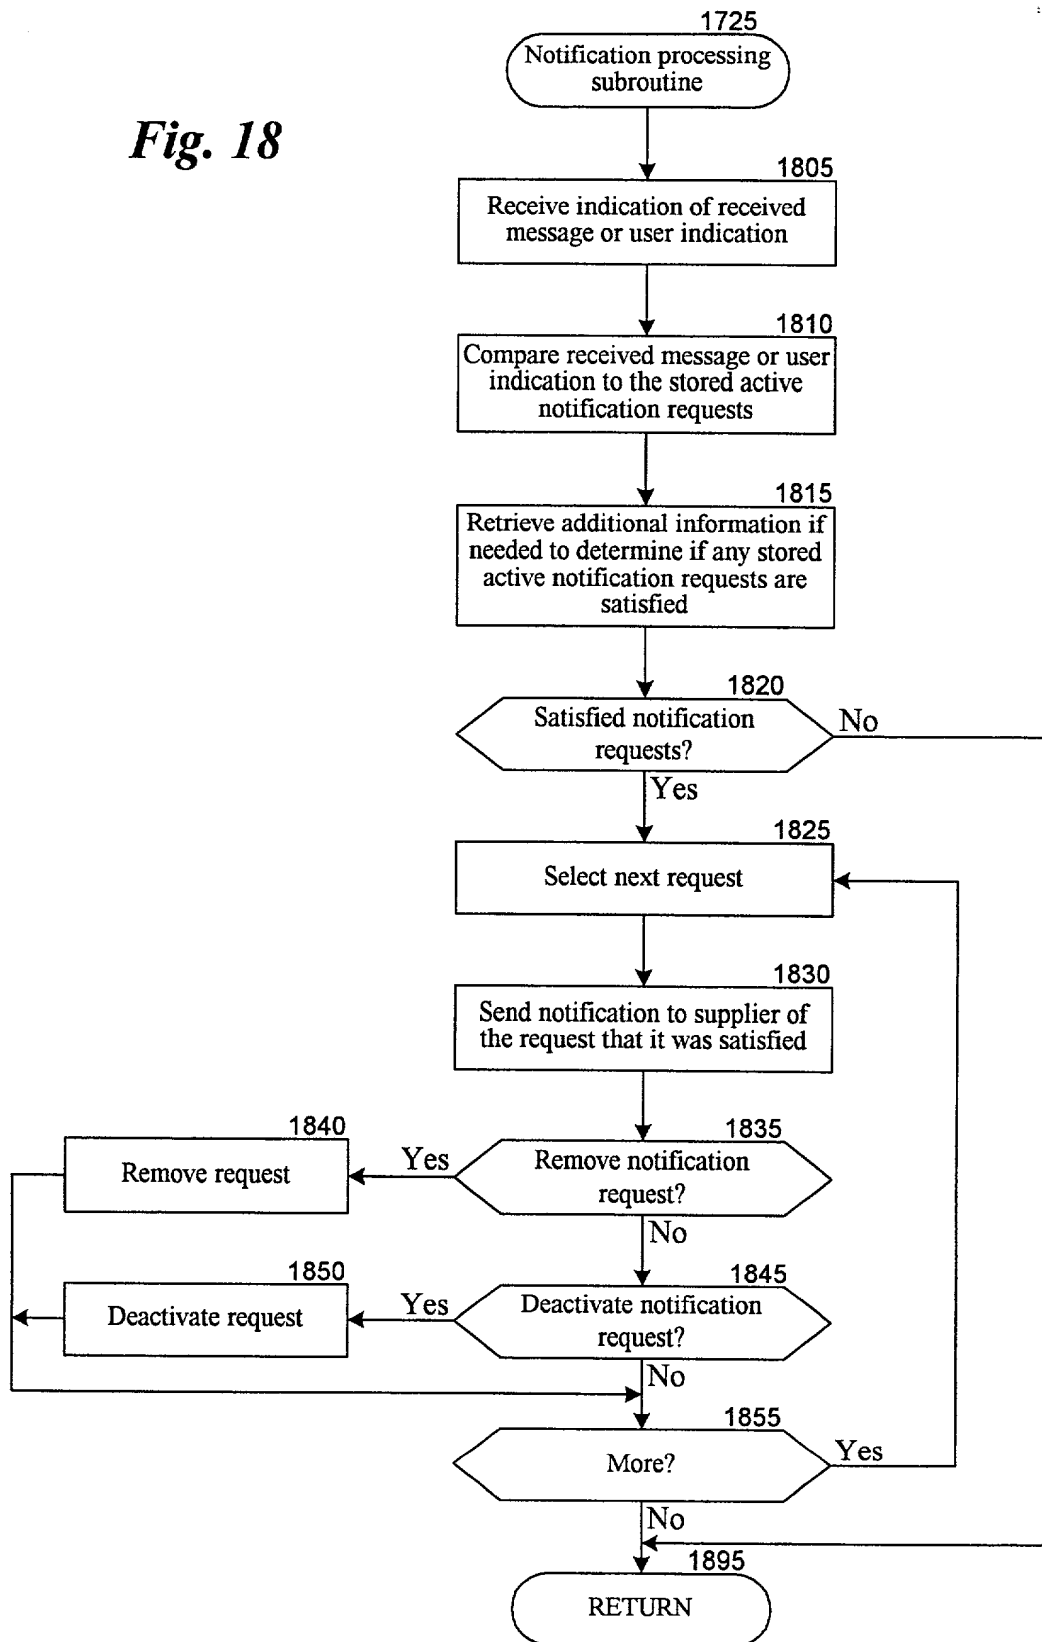 1725
Notification processing
subroutine
Fig. 18
1805
Receive indication of received
message or user indication
1810
Compare received message or user
indication to the stored active
notification requests
1815
Retrieve additional information if
needed to determine if any stored
active notification requests are
satisfied
1820
Satisfied notification
requests?
No
Yes
1825
Select next request
1830
Send notification to supplier of
the request that it was satisfied
1840
Remove request
Yes
1835
Remove notification
request?
No
1850
Deactivate request
Yes
1845
Deactivate notification
request?
No
1855
More?
Yes
No
1895
RETURN